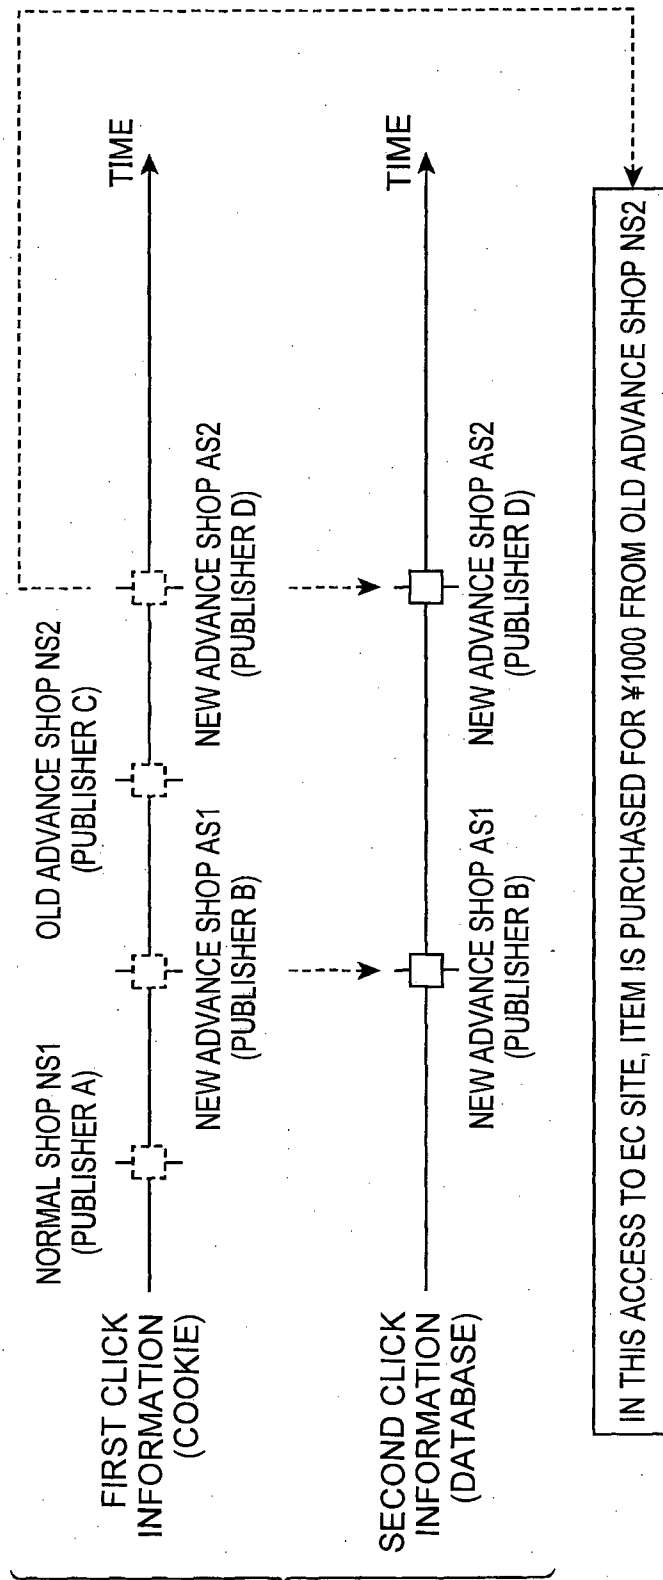 FIRST CLICK
INFORMATION
(COOKIE)
NORMAL SHOP NS1
(PUBLISHER A)
OLD ADVANCE SHOP NS2
(PUBLISHER C)
TIME
NEW ADVANCE SHOP AS1
(PUBLISHER B)
NEW ADVANCE SHOP AS2
(PUBLISHER D)
SECOND CLICK
INFORMATION
(DATABASE)
TIME
NEW ADVANCE SHOP AS1
(PUBLISHER B)
NEW ADVANCE SHOP AS2
(PUBLISHER D)
IN THIS ACCESS TO EC SITE, ITEM IS PURCHASED FOR ¥1000 FROM OLD ADVANCE SHOP NS2